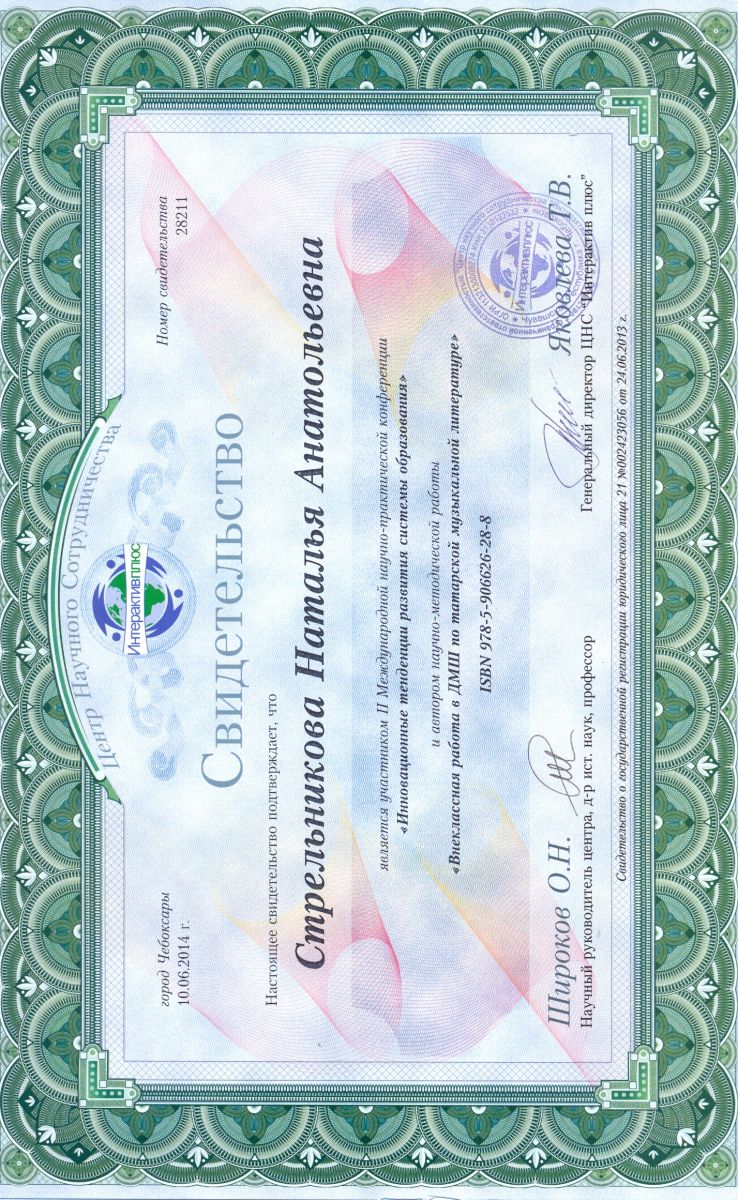 Центр Научного Сотрудничества
Интерактив плюс
город Чебоксары
10.06.2014 г.
Номер свидетельства
28211
Свидетельство
Настоящее свидетельство подтверждает, что
Стрельникова Наталья Анатольевна
является участником II Международной научно-практической конференции
«Инновационные тенденции развития системы образования»
и автором научно-методической работы
«Внеклассная работа в ДМШ по татарской музыкальной литературе»
ISBN 978-5-906626-28-8
Широков О.Н.
Научный руководитель центра, д-р ист. наук, профессор
Яковлева Т.В.
Генеральный директор ЦНС “Интерактив плюс”
Интерактив плюс
Свидетельство о государственной регистрации юридического лица 21 №002423056 от 24.06.2013 г.